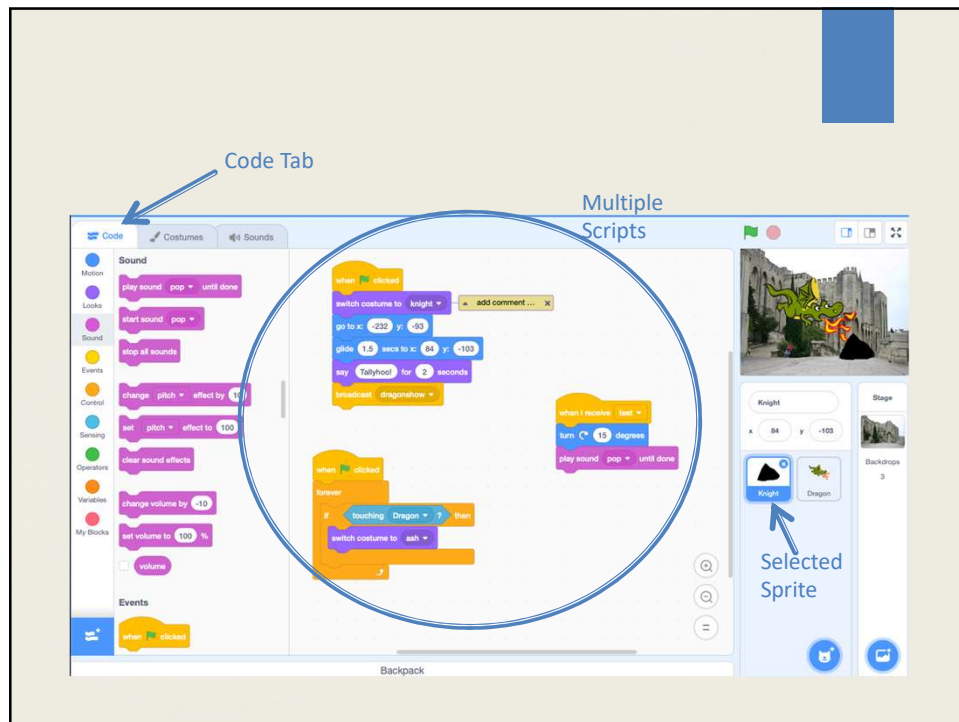 Code Tab
Multiple
Scripts
Code
Costumes
Sounds
Motion
Looks
Sound
Events
Control
Sensing
Operators
Variables
My Blocks
Sound
play sound pop until done
start sound pop
stop all sounds
change pitch effect by 10
set pitch effect to 100
clear sound effects
change volume by -10
set volume to 100 %
volume
Events
when clicked
when clicked
switch costume to knight
add comment ...
go to x: -232 y: -93
glide 1.5 secs to x: 84 y: -103
say Tallyhoo! for 2 seconds
broadcast dragonshow
when clicked
forever
if touching Dragon ? then
switch costume to ash
when I receive test
turn 15 degrees
play sound pop until done
Knight
x 84 y -103
Knight
Dragon
Stage
Backdrops
3
Selected
Sprite
Backpack